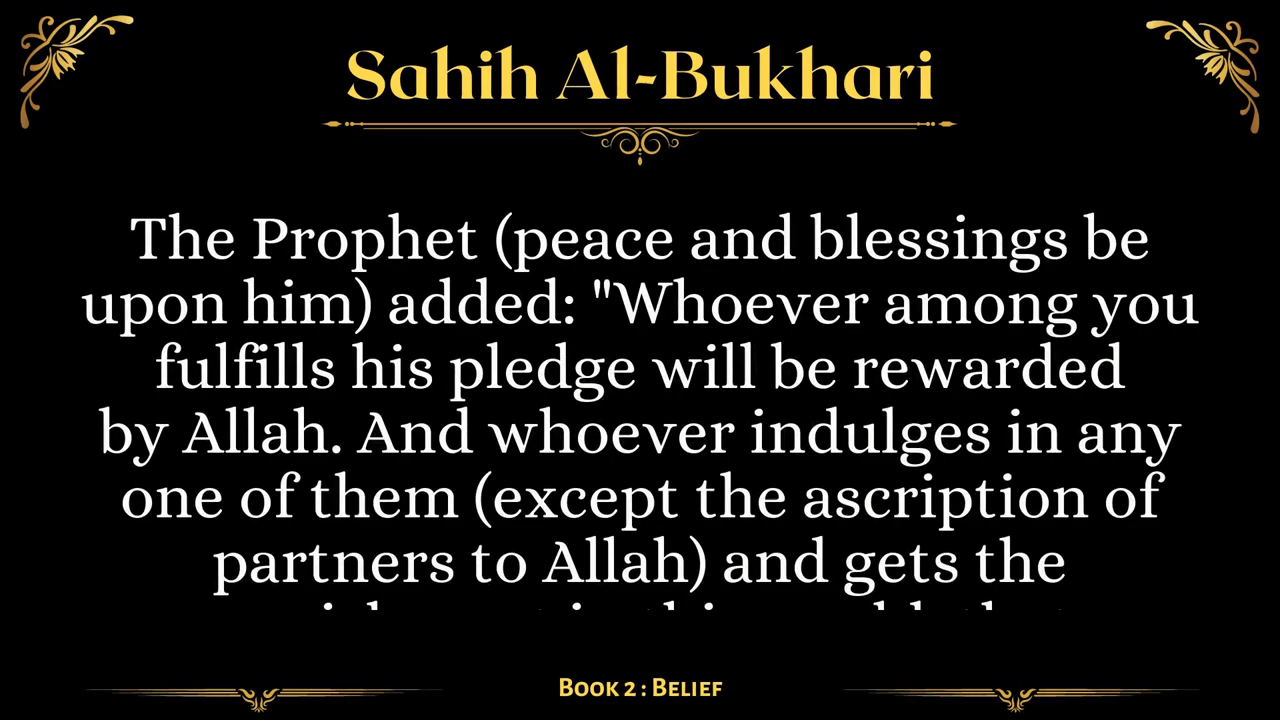 Sahih Al-Bukhari
The Prophet (peace and blessings be
upon him) added: "Whoever among you
fulfills his pledge will be rewarded
by Allah. And whoever indulges in any
one of them (except the ascription of
partners to Allah) and gets the
Book 2 : Belief